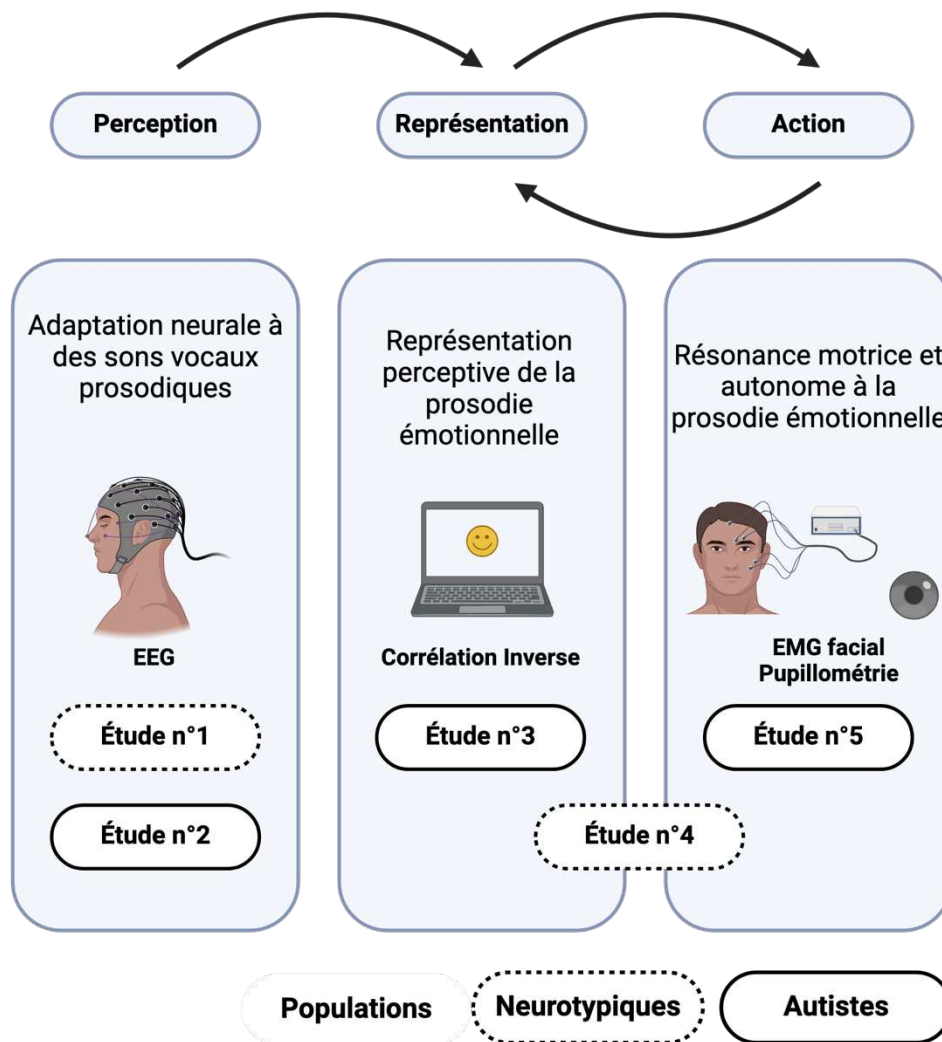 Perception
Représentation
Action
Adaptation neurale à
des sons vocaux
prosodiques
EEG
Étude n°1
Étude n°2
Représentation
perceptive de la
prosodie
émotionnelle
Corrélation Inverse
Étude n°3
Résonance motrice et
autonome à la
prosodie émotionnelle
EMG facial
Pupillométrie
Étude n°5
Étude n°4
Populations
Neurotypiques
Autistes